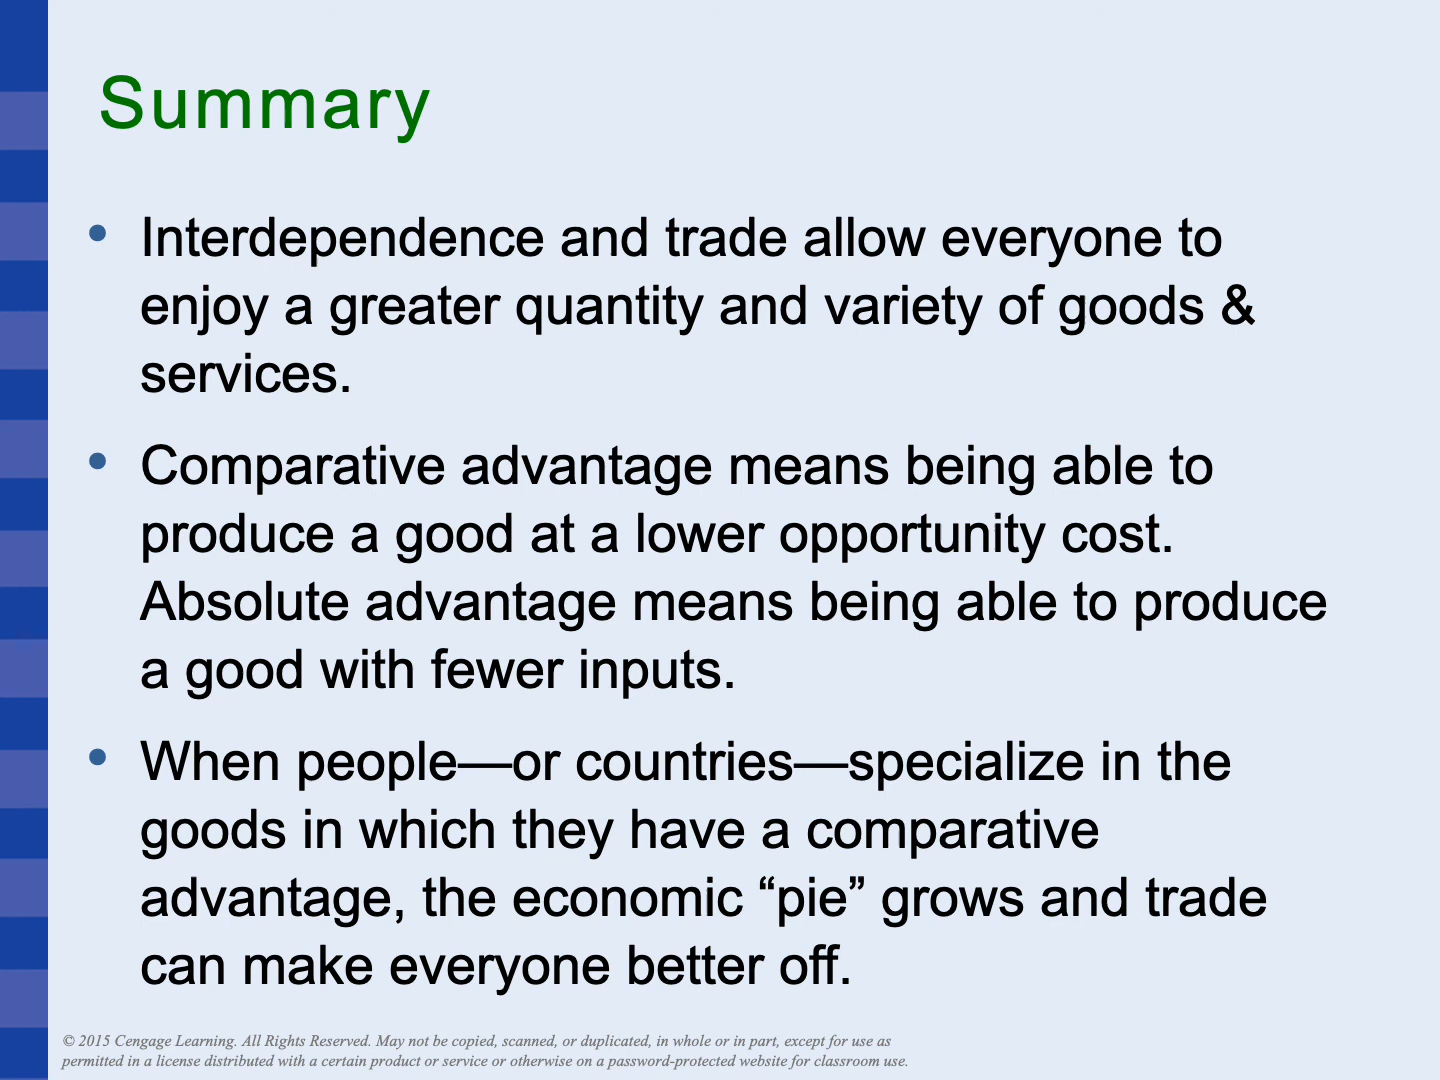 Summary
• Interdependence and trade allow everyone to
enjoy a greater quantity and variety of goods &
services.
• Comparative advantage means being able to
produce a good at a lower opportunity cost.
Absolute advantage means being able to produce
a good with fewer inputs.
• When people—or countries—specialize in the
goods in which they have a comparative
advantage, the economic “pie” grows and trade
can make everyone better off.
© 2015 Cengage Learning. All Rights Reserved. May not be copied, scanned, or duplicated, in whole or in part, except for use as
permitted in a license distributed with a certain product or service or otherwise on a password-protected website for classroom use.